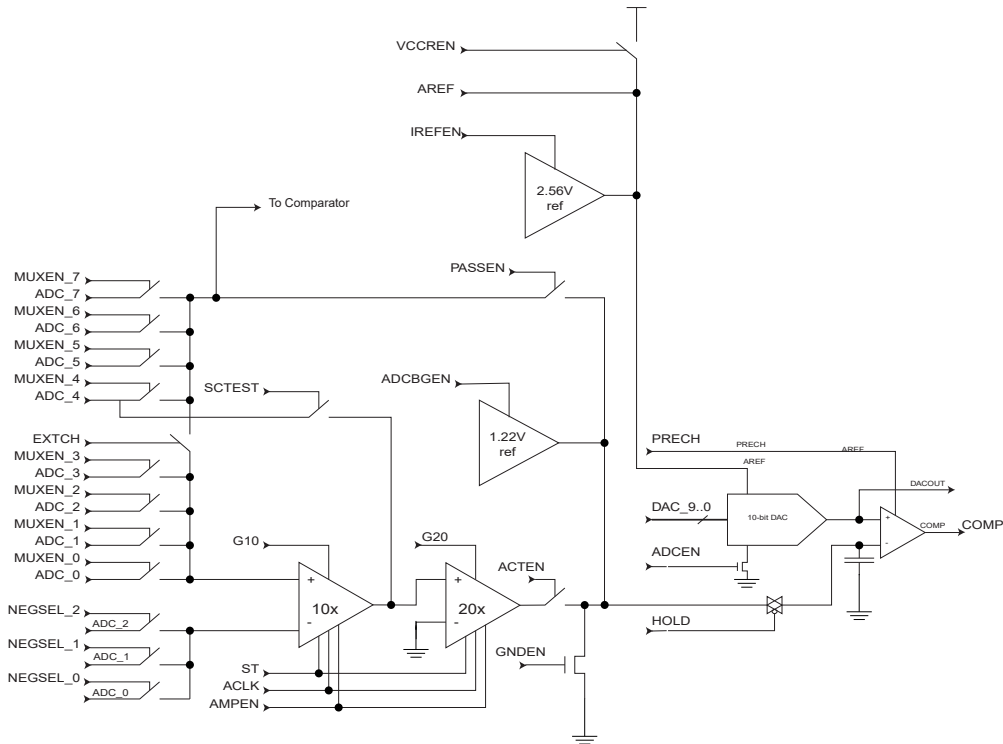 VCCREN
AREF
IREFEN
2.56V
ref
To Comparator
PASSEN
MUXEN_7
ADC_7
MUXEN_6
ADC_6
MUXEN_5
ADC_5
MUXEN_4
ADC_4
SCTEST
ADCBGEN
1.22V
ref
EXTCH
MUXEN_3
ADC_3
MUXEN_2
ADC_2
MUXEN_1
ADC_1
MUXEN_0
ADC_0
PRECH
PRECH
AREF
AREF
DACOUT
DAC_9..0
10-bit DAC
+
-
COMP
COMP
ADCEN
G10
G20
ACTEN
+
10x
-
+
20x
-
HOLD
NEGSEL_2
ADC_2
NEGSEL_1
ADC_1
NEGSEL_0
ADC_0
GNDEN
ST
ACLK
AMPEN